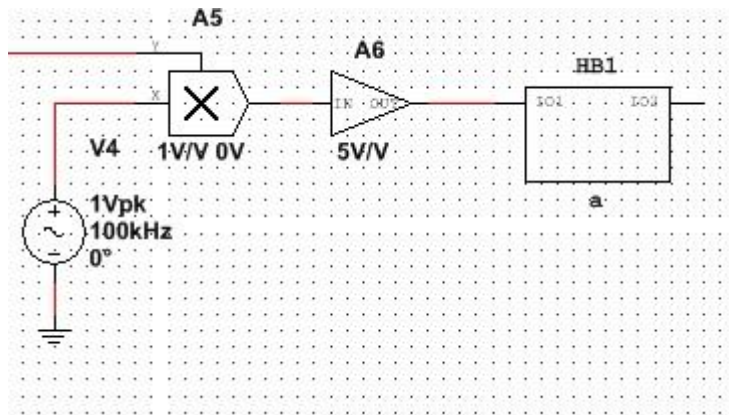 A5
A6
HB1
Y
X
IN OUT
IO1 IO2
V4
1V/V 0V
5V/V
a
1Vpk
100kHz
0°